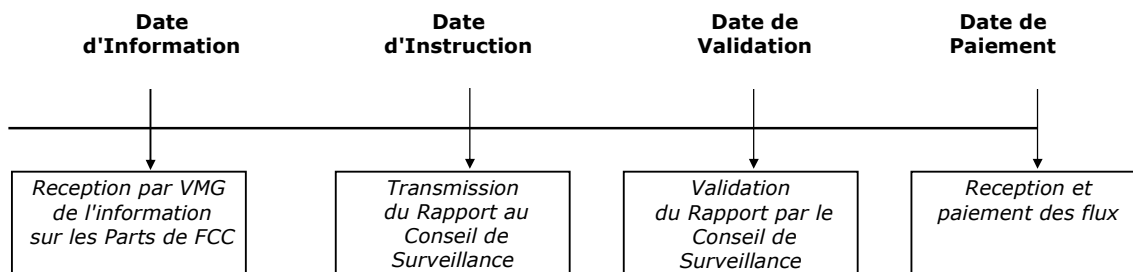 Date
d'Information
Date
d'Instruction
Date de
Validation
Date de
Paiement
Reception par VMG
de l'information
sur les Parts de FCC
Transmission
du Rapport au
Conseil de
Surveillance
Validation
du Rapport par le
Conseil de
Surveillance
Reception et
paiement des flux